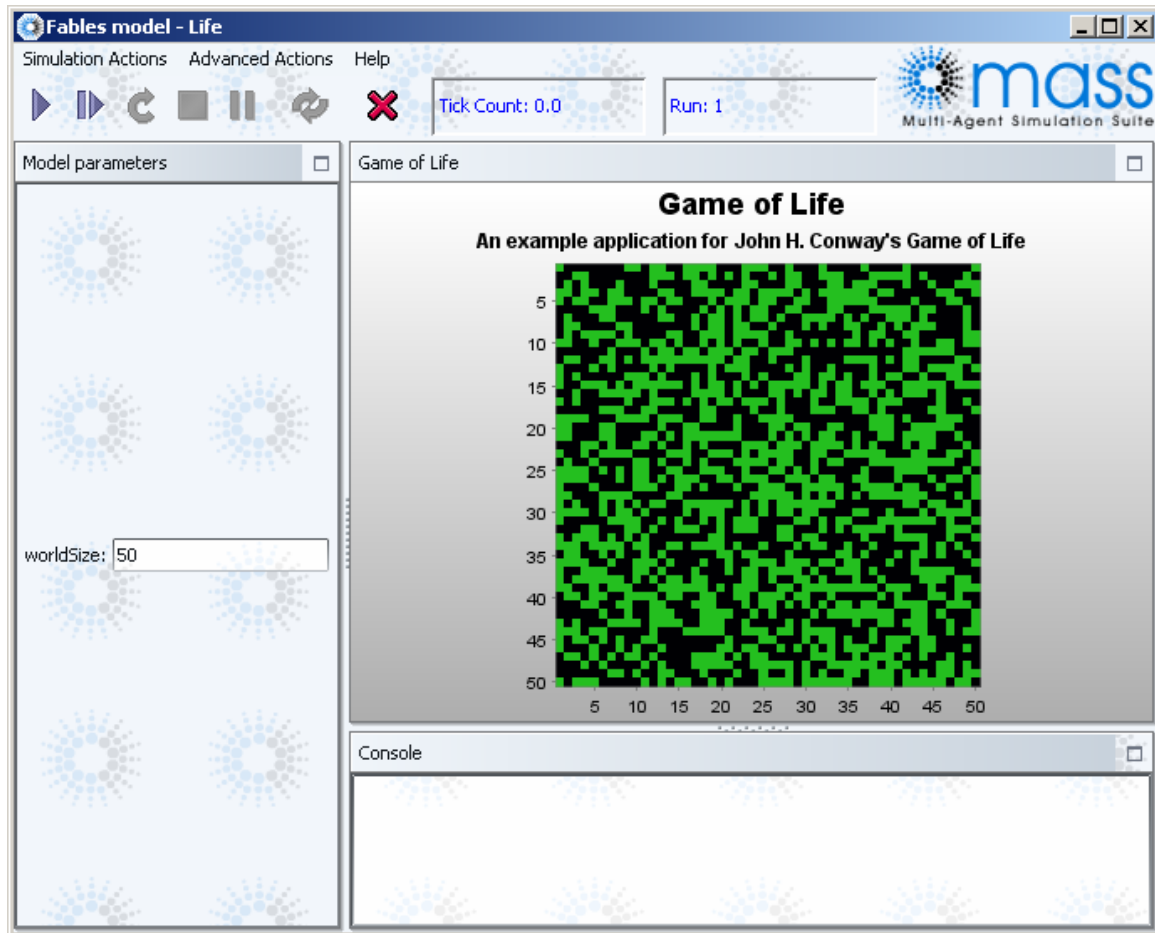 Fables model - Life
Simulation Actions Advanced Actions Help
Tick Count: 0.0 Run: 1
mass
Multi-Agent Simulation Suite
Model parameters
worldSize: 50
Game of Life
Game of Life
An example application for John H. Conway's Game of Life
5
10
15
20
25
30
35
40
45
50
5 10 15 20 25 30 35 40 45 50
Console